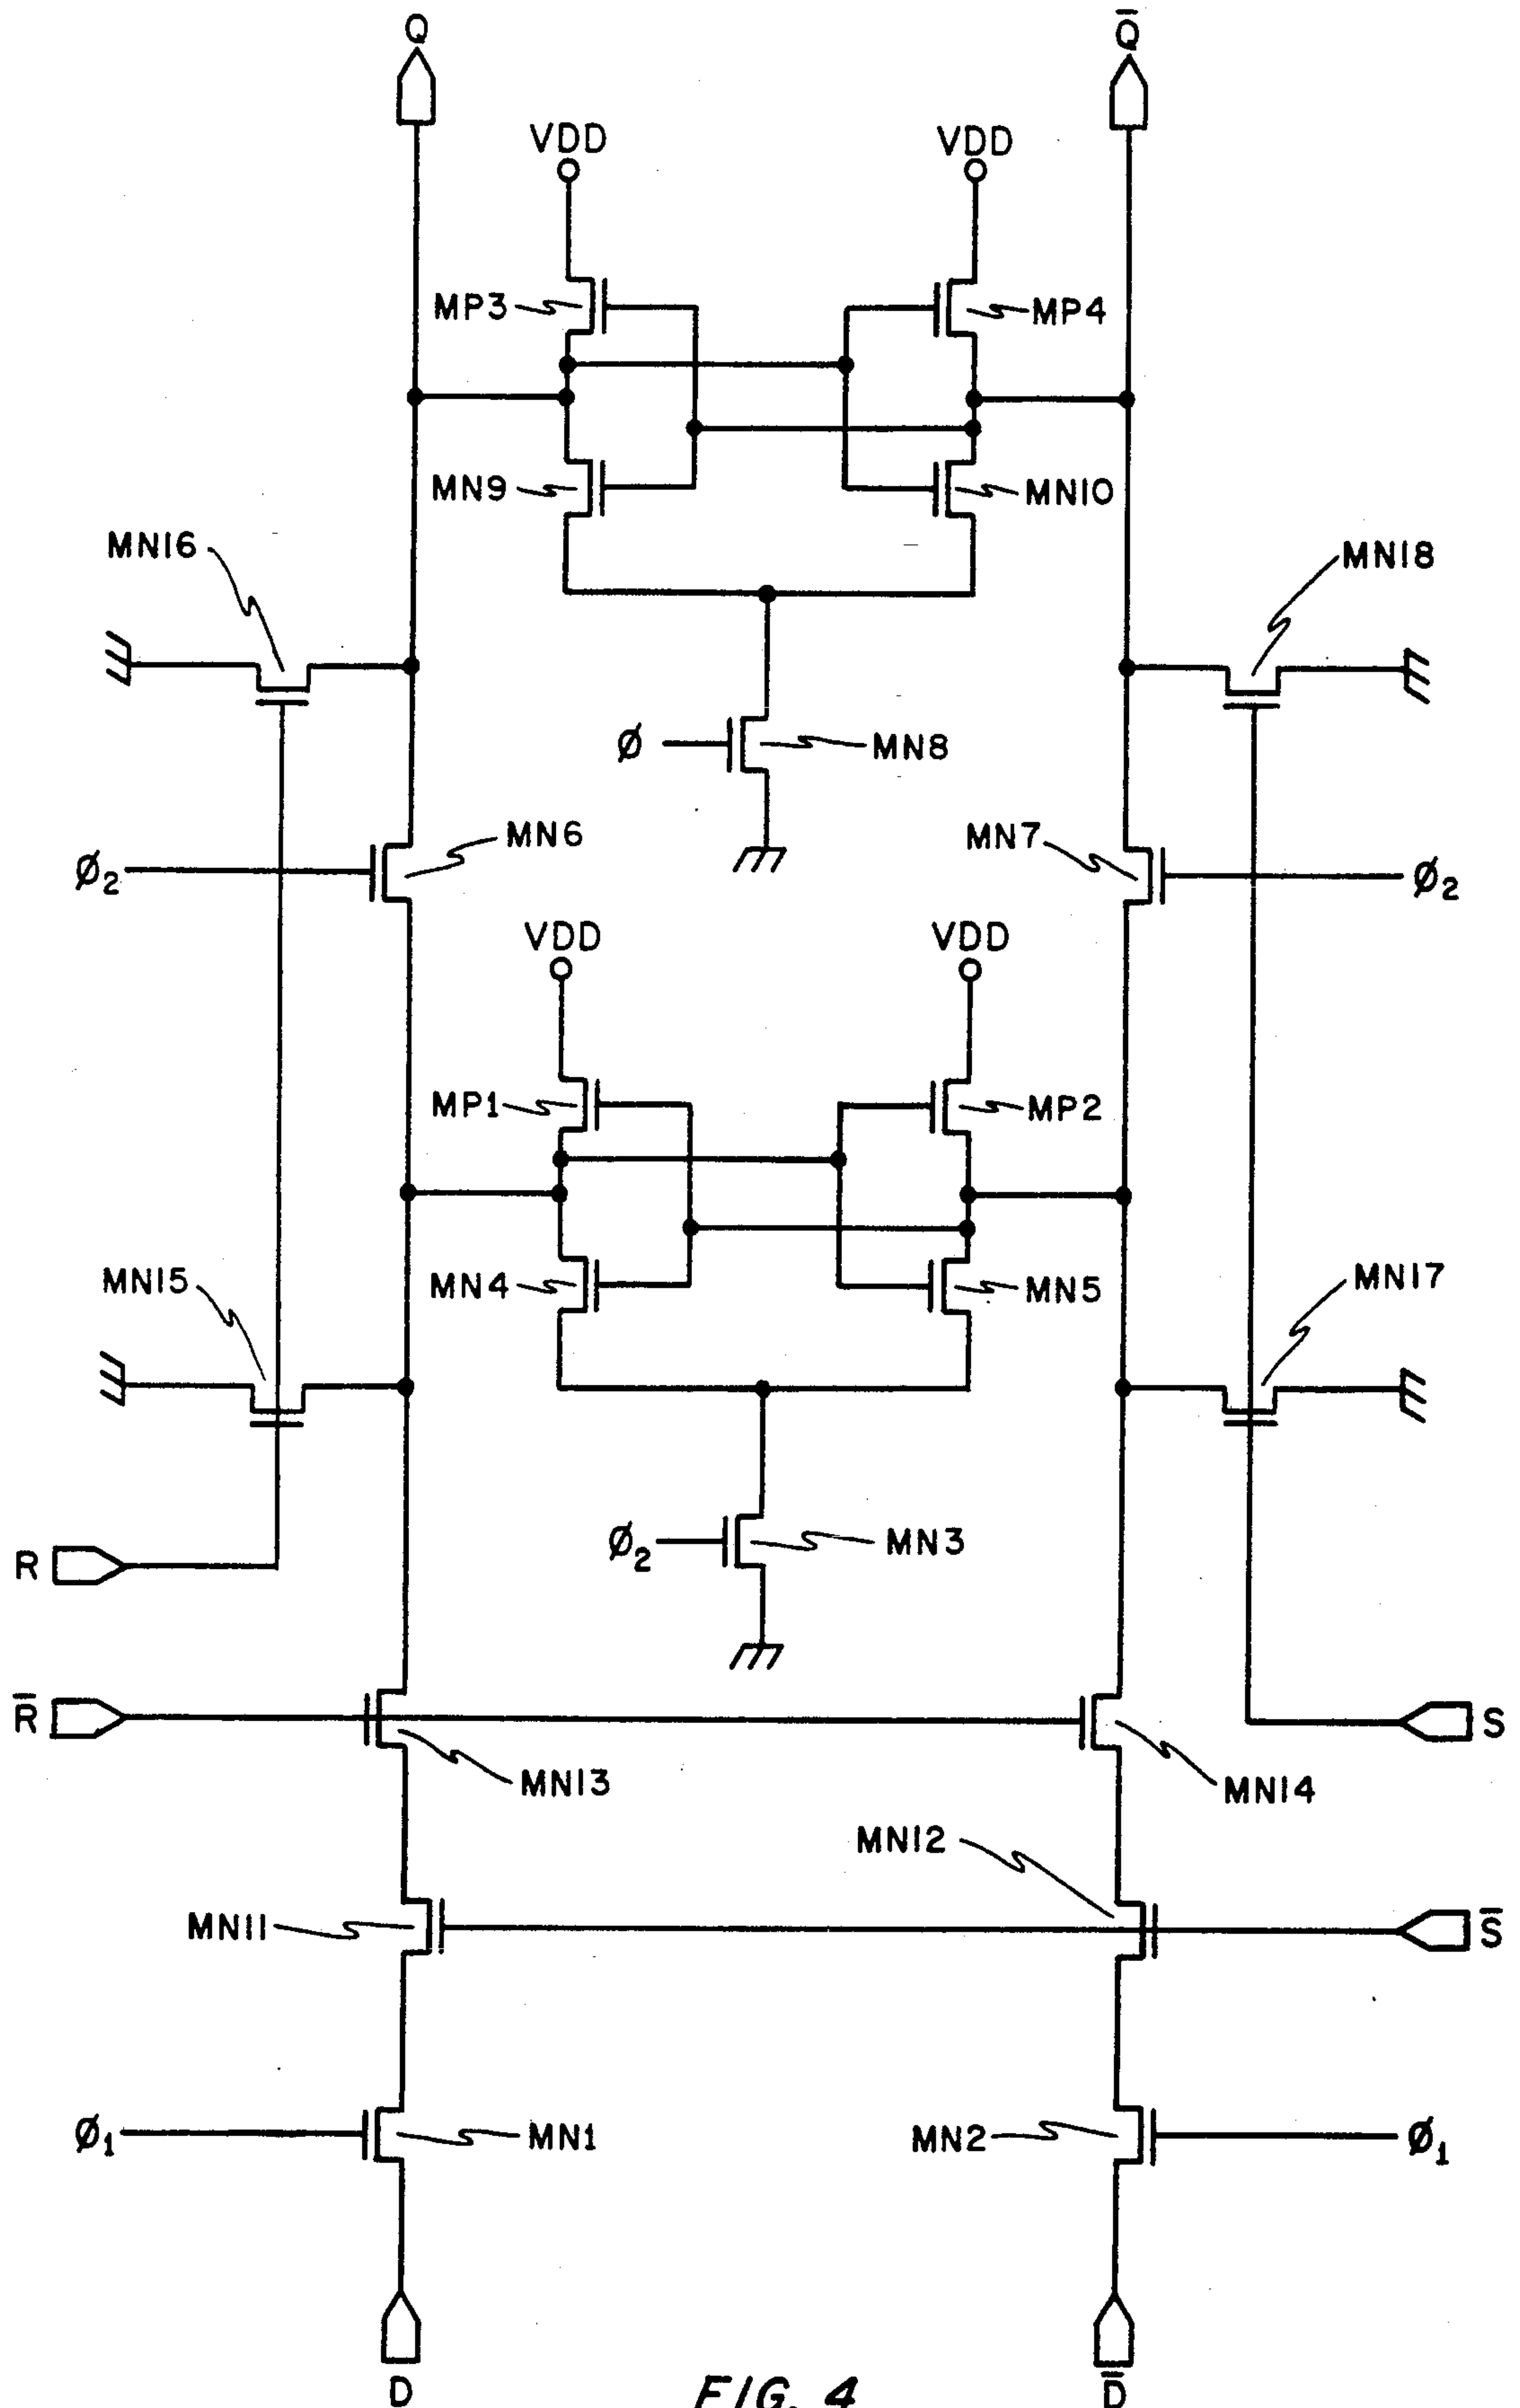 Q Q̅
VDD VDD
MP3 MP4
MN9 MN10
MN16 MN18
Ø MN8
MN6 MN7
Ø₂ Ø₂
VDD VDD
MP1 MP2
MN15 MN4 MN5 MN17
Ø₂ MN3
R
R̅ S
MN13 MN14
MN12
MN11 S̅
Ø₁ MN1 MN2 Ø₁
D D̅
FIG. 4